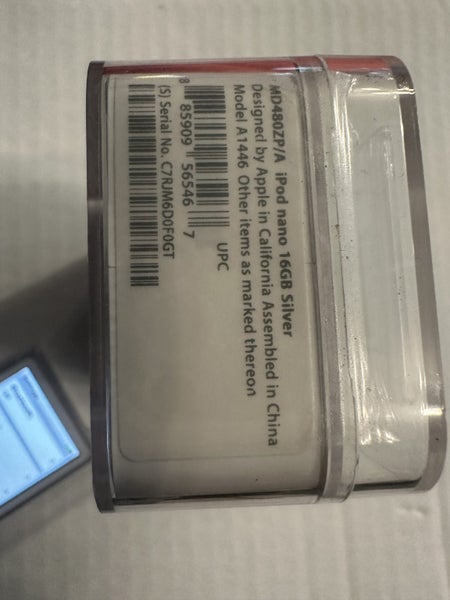 MD480ZP/A iPod nano 16GB Silver
Designed by Apple in California Assembled in China
Model A1446 Other items as marked thereon
UPC
8 85909 56546 7
(S) Serial No. C7RJM6D0F0GT